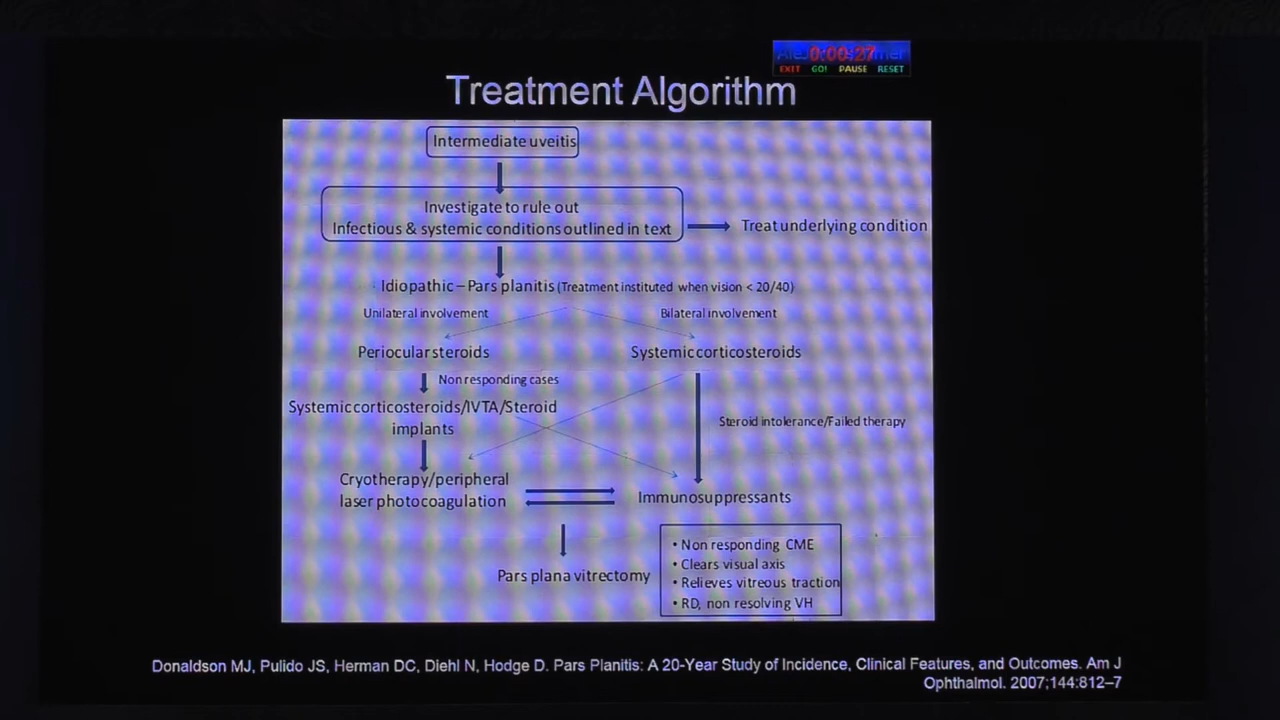 0:00:27
EXIT GO! PAUSE RESET
Treatment Algorithm
Intermediate uveitis
Investigate to rule out
Infectious & systemic conditions outlined in text
Treat underlying condition
Idiopathic – Pars planitis (Treatment instituted when vision < 20/40)
Unilateral involvement
Bilateral involvement
Periocular steroids
Systemic corticosteroids
Non responding cases
Systemic corticosteroids/IVTA/Steroid
implants
Steroid intolerance/Failed therapy
Cryotherapy/peripheral
laser photocoagulation
Immunosuppressants
Pars plana vitrectomy
• Non responding CME
• Clears visual axis
• Relieves vitreous traction
• RD, non resolving VH
Donaldson MJ, Pulido JS, Herman DC, Diehl N, Hodge D. Pars Planitis: A 20-Year Study of Incidence, Clinical Features, and Outcomes. Am J
Ophthalmol. 2007;144:812–7